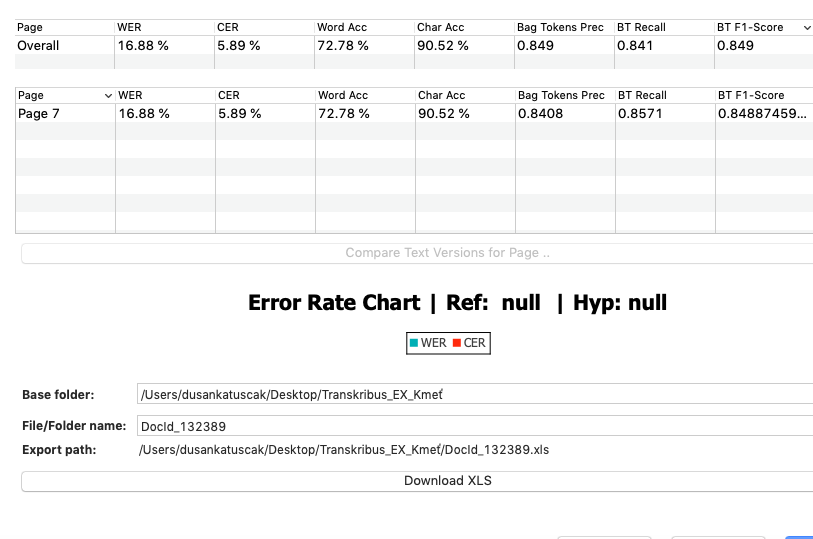 Page WER CER Word Acc Char Acc Bag Tokens Prec BT Recall BT F1-Score
Overall 16.88 % 5.89 % 72.78 % 90.52 % 0.849 0.841 0.849
Page WER CER Word Acc Char Acc Bag Tokens Prec BT Recall BT F1-Score
Page 7 16.88 % 5.89 % 72.78 % 90.52 % 0.8408 0.8571 0.84887459...
Compare Text Versions for Page ..
Error Rate Chart | Ref: null | Hyp: null
WER CER
Base folder: /Users/dusankatuscak/Desktop/Transkribus_EX_Kmeť
File/Folder name: DocId_132389
Export path: /Users/dusankatuscak/Desktop/Transkribus_EX_Kmeť/DocId_132389.xls
Download XLS